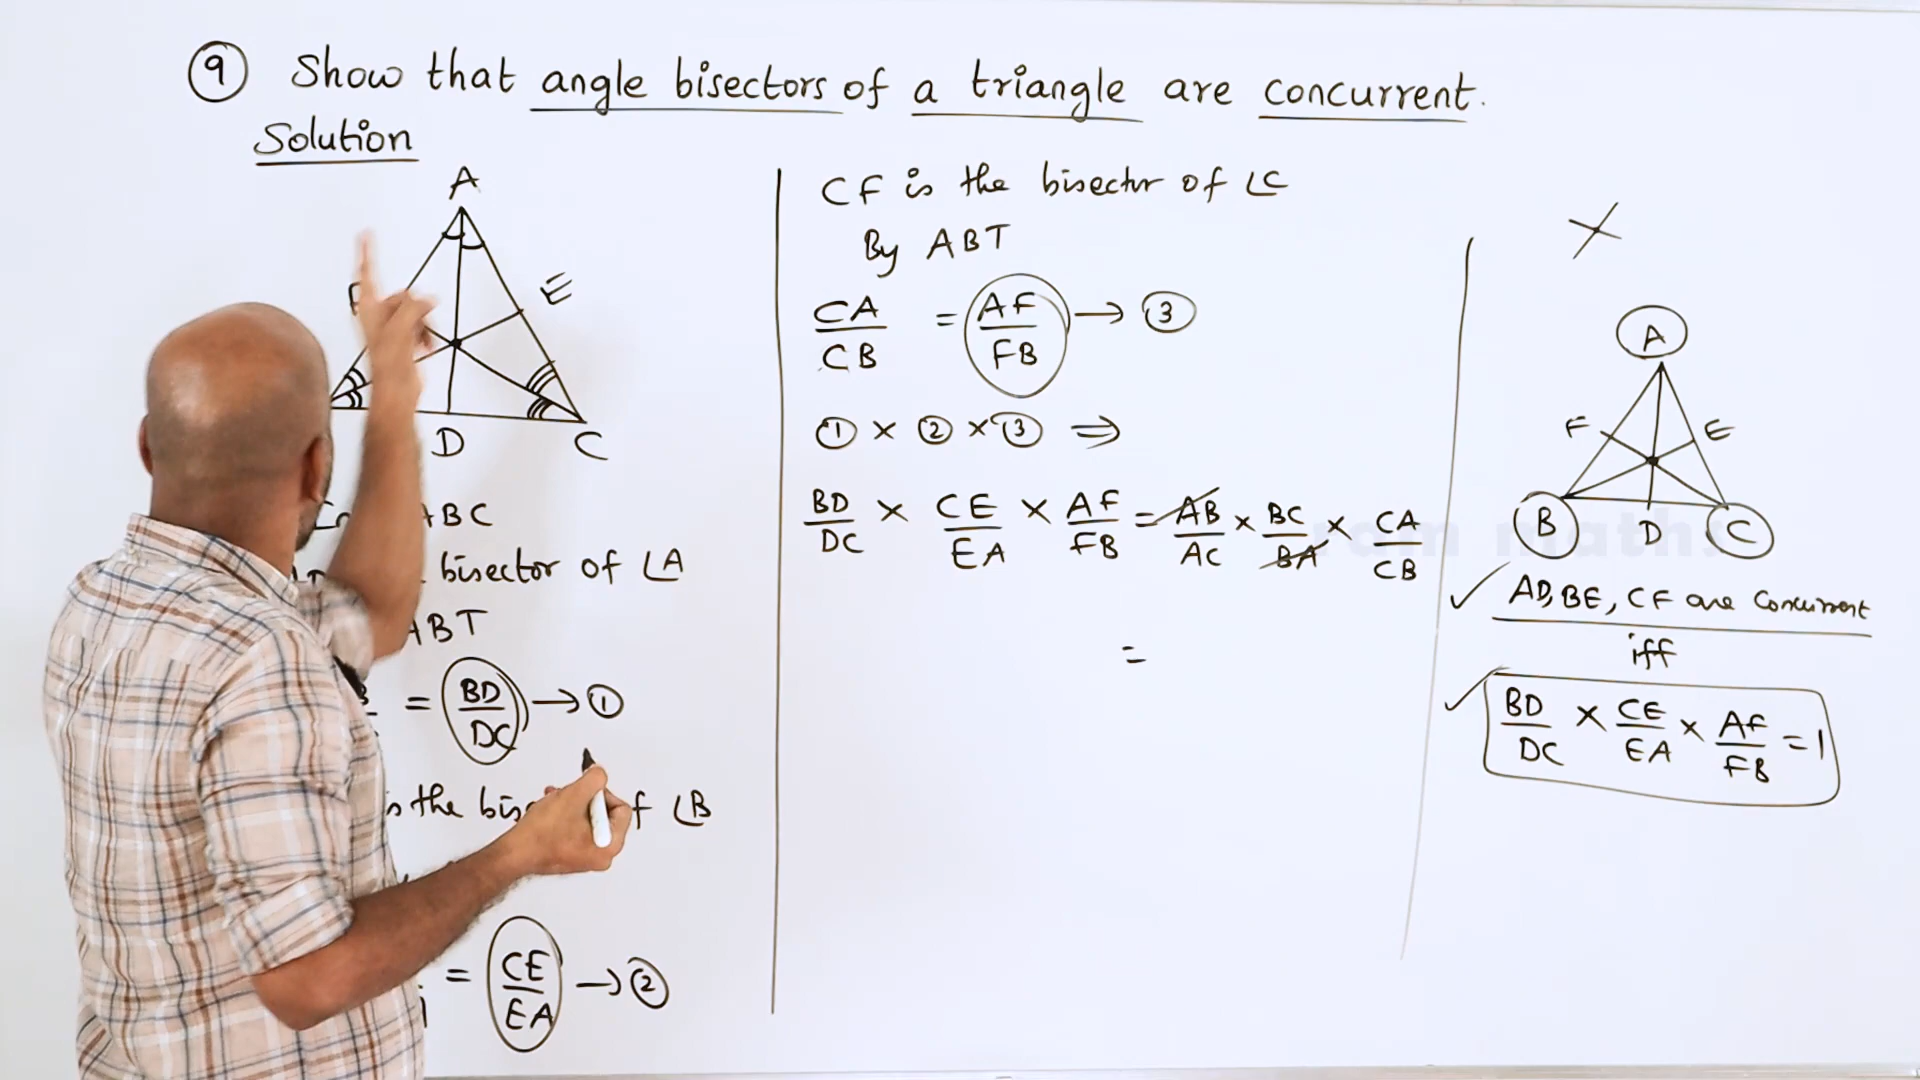 9 Show that angle bisectors of a triangle are concurrent.
Solution
A
E
D C
ABC
bisector of ∠A
ABT
= BD/DC → ①
is the of ∠B
= CE/EA → ②
CF is the bisector of ∠C
By ABT
CA/CB = AF/FB → ③
① × ② × ③ ⇒
BD/DC × CE/EA × AF/FB = AB/AC × BC/BA × CA/CB
=
A
F E
B D C
AD, BE, CF are concurrent
iff
BD/DC × CE/EA × AF/FB = 1